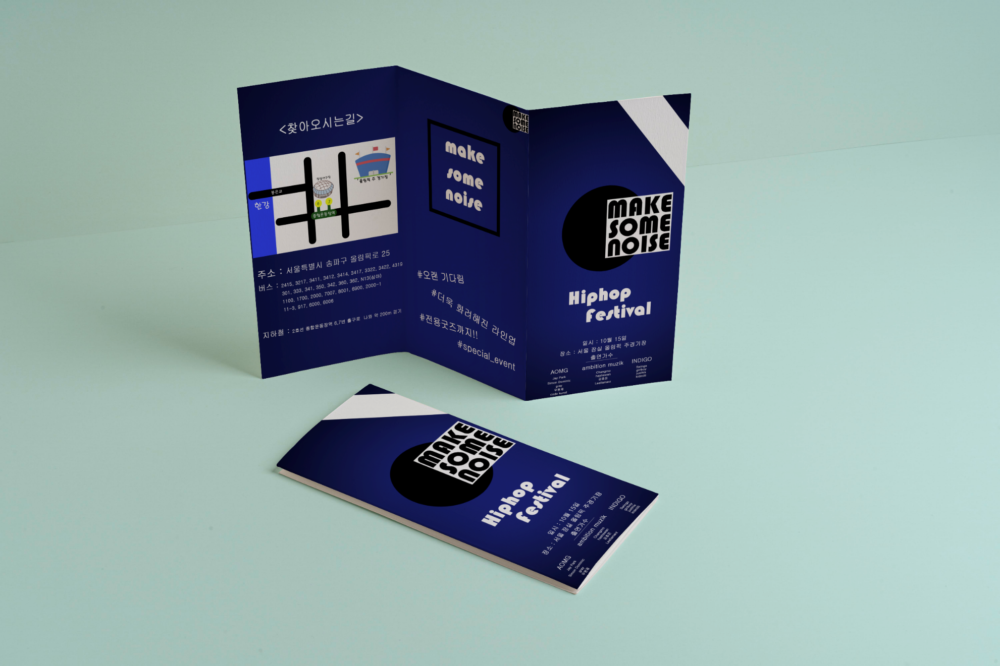 <찾아오시는길>
잠실야구장
'올림픽 주 경기장'
봉은교
한강
6 7
종합운동장역
주소 : 서울특별시 송파구 올림픽로 25
버스 : 2415, 3217, 3411, 3412, 3414, 3417, 3322, 3422, 4319
301, 333, 341, 350, 342, 360, 362, N13(심야)
1100, 1700, 2000, 7007, 8001, 6900, 2000-1
11-3, 917, 6000, 6006
지하철 : 2호선 종합운동장역 6,7번 출구로 나와 약 200m 걷기
MAKE
SOME
NOISE
make
some
noise
#오랜 기다림
#더욱 화려해진 라인업
#전용굿즈까지!!
#special_event
MAKE
SOME
NOISE
Hiphop
Festival
일시 : 10월 15일
장소 : 서울 잠실 올림픽 주경기장
출연가수
AOMG
Jay Park
Simon Dominic
gray
우원재
code kunst
ambition muzik
Changmo
hashswan
김효은
Leellamarz
INDIGO
Swings
giriboy
justhis
kidmilli
MAKE
SOME
NOISE
Hiphop
Festival
일시 : 10월 15일
장소 : 서울 잠실 올림픽 주경기장
출연가수
AOMG
Jay Park
Simon Dominic
gray
우원재
ambition muzik
Changmo
hashswan
김효은
Leellamarz
INDIGO
Swings
giriboy
justhis
kidmilli